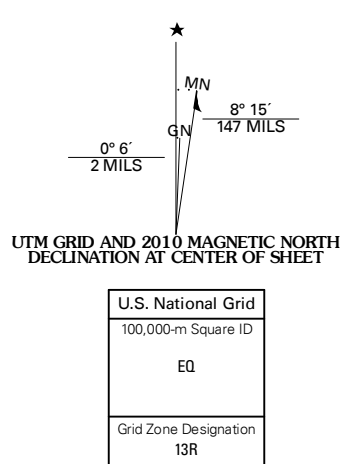 ★
MN
8° 15´
147 MILS
GN
0° 6´
2 MILS
UTM GRID AND 2010 MAGNETIC NORTH
DECLINATION AT CENTER OF SHEET
U.S. National Grid
100,000-m Square ID
EQ
Grid Zone Designation
13R